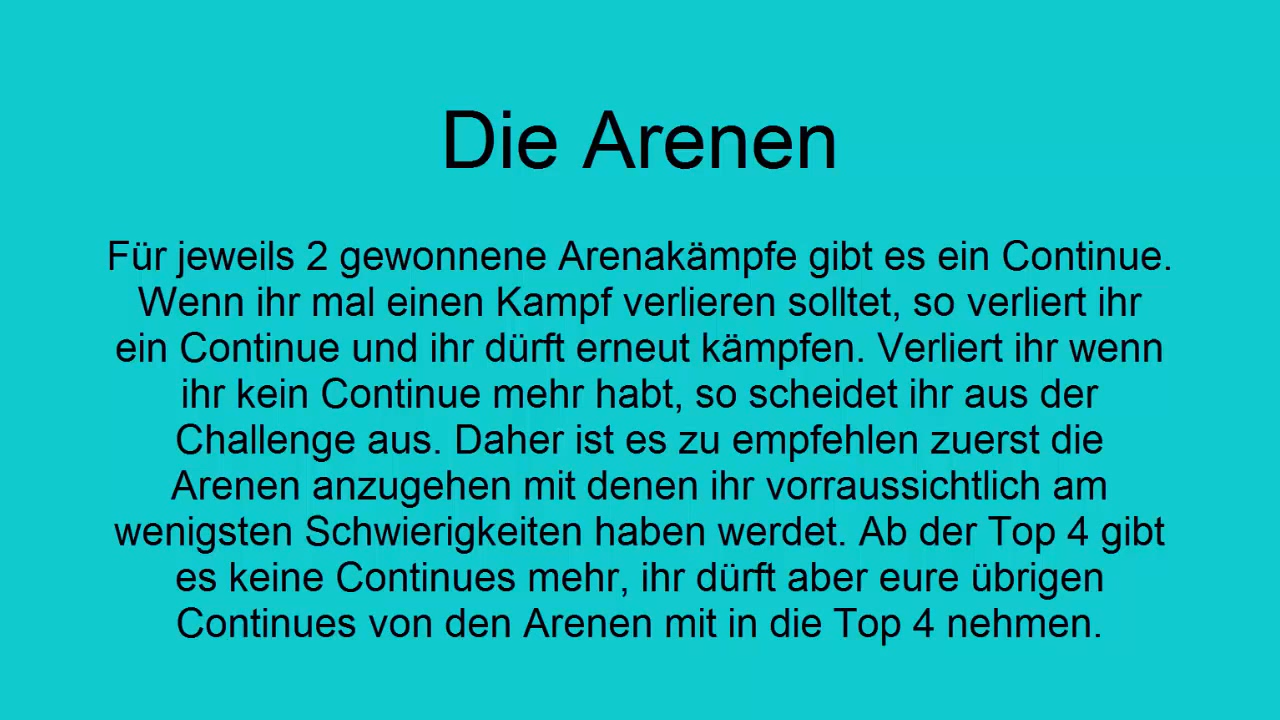 Die Arenen
Für jeweils 2 gewonnene Arenakämpfe gibt es ein Continue.
Wenn ihr mal einen Kampf verlieren solltet, so verliert ihr
ein Continue und ihr dürft erneut kämpfen. Verliert ihr wenn
ihr kein Continue mehr habt, so scheidet ihr aus der
Challenge aus. Daher ist es zu empfehlen zuerst die
Arenen anzugehen mit denen ihr vorraussichtlich am
wenigsten Schwierigkeiten haben werdet. Ab der Top 4 gibt
es keine Continues mehr, ihr dürft aber eure übrigen
Continues von den Arenen mit in die Top 4 nehmen.